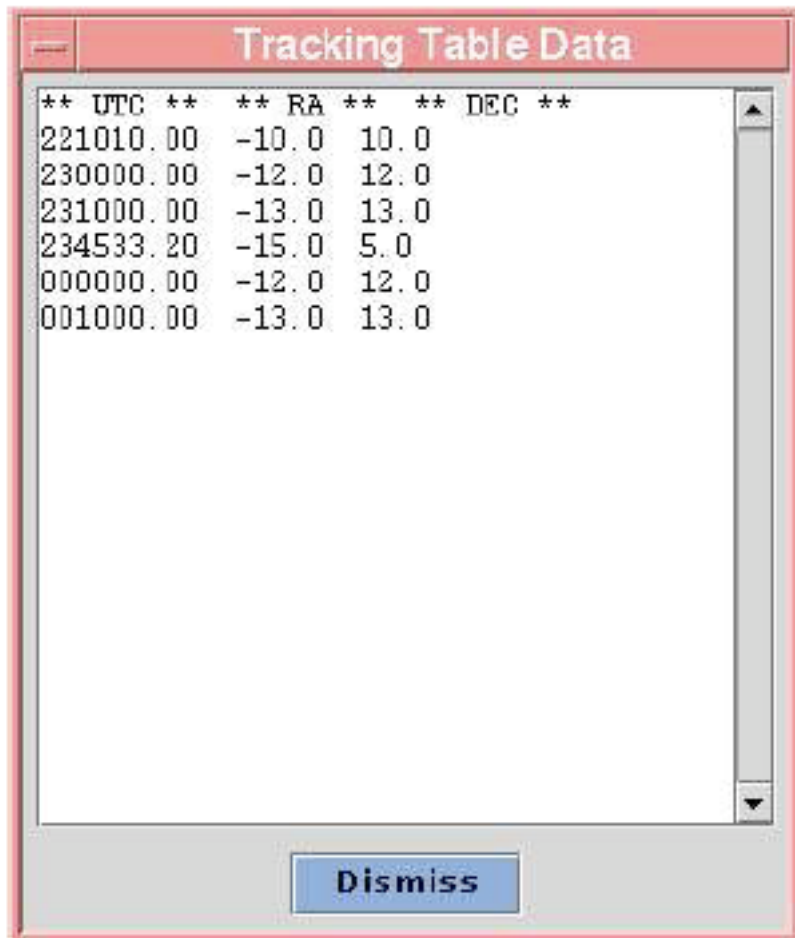 Tracking Table Data
** UTC ** ** RA ** ** DEC **
221010.00 -10.0 10.0
230000.00 -12.0 12.0
231000.00 -13.0 13.0
234533.20 -15.0 5.0
000000.00 -12.0 12.0
001000.00 -13.0 13.0
Dismiss